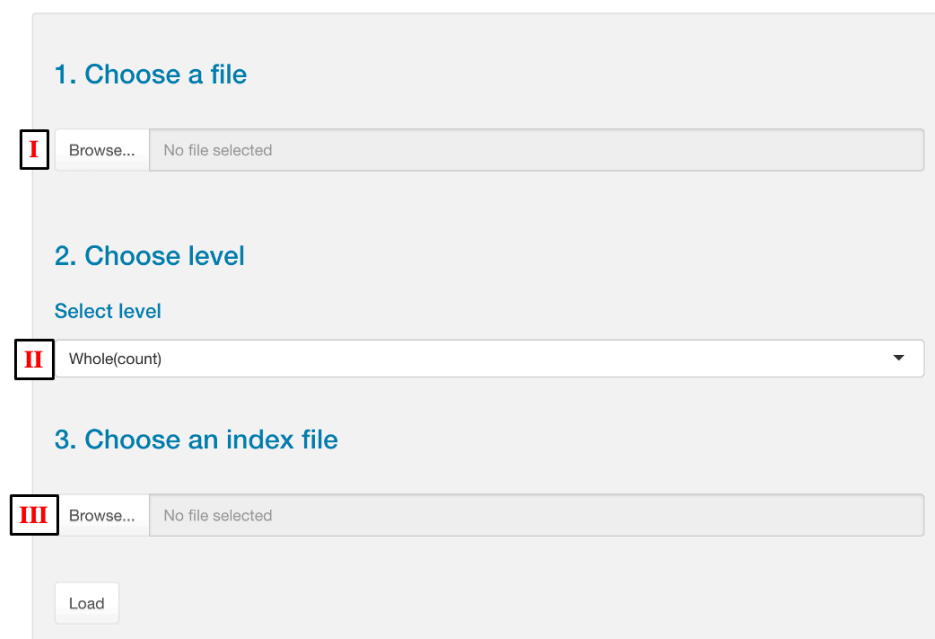 1. Choose a file
I Browse... No file selected
2. Choose level
Select level
II Whole(count)
3. Choose an index file
III Browse... No file selected
Load